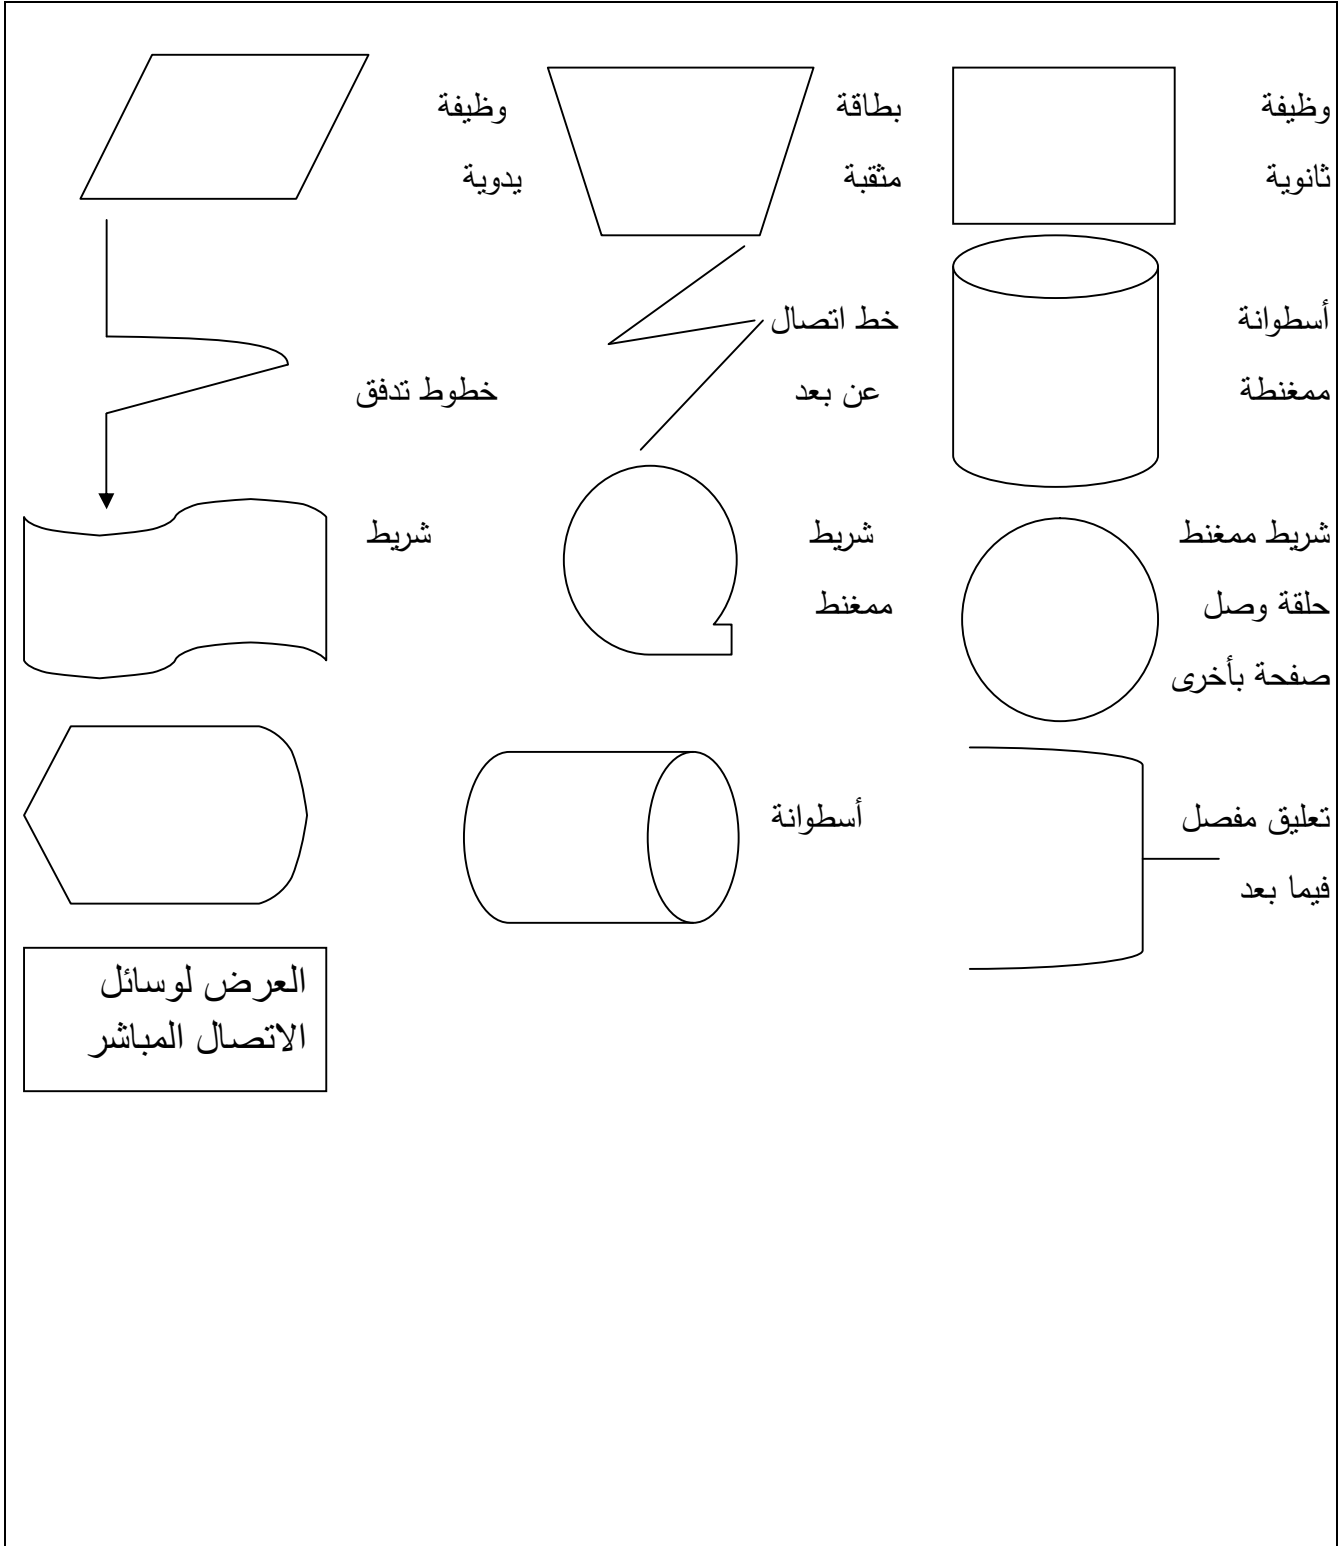 وظيفة
ثانوية
بطاقة
مثقبة
وظيفة
يدوية
أسطوانة
ممغنطة
خط اتصال
عن بعد
خطوط تدفق
شريط ممغنط
حلقة وصل
صفحة بأخرى
شريط
ممغنط
شريط
تعليق مفصل
فيما بعد
أسطوانة
العرض لوسائل
الاتصال المباشر